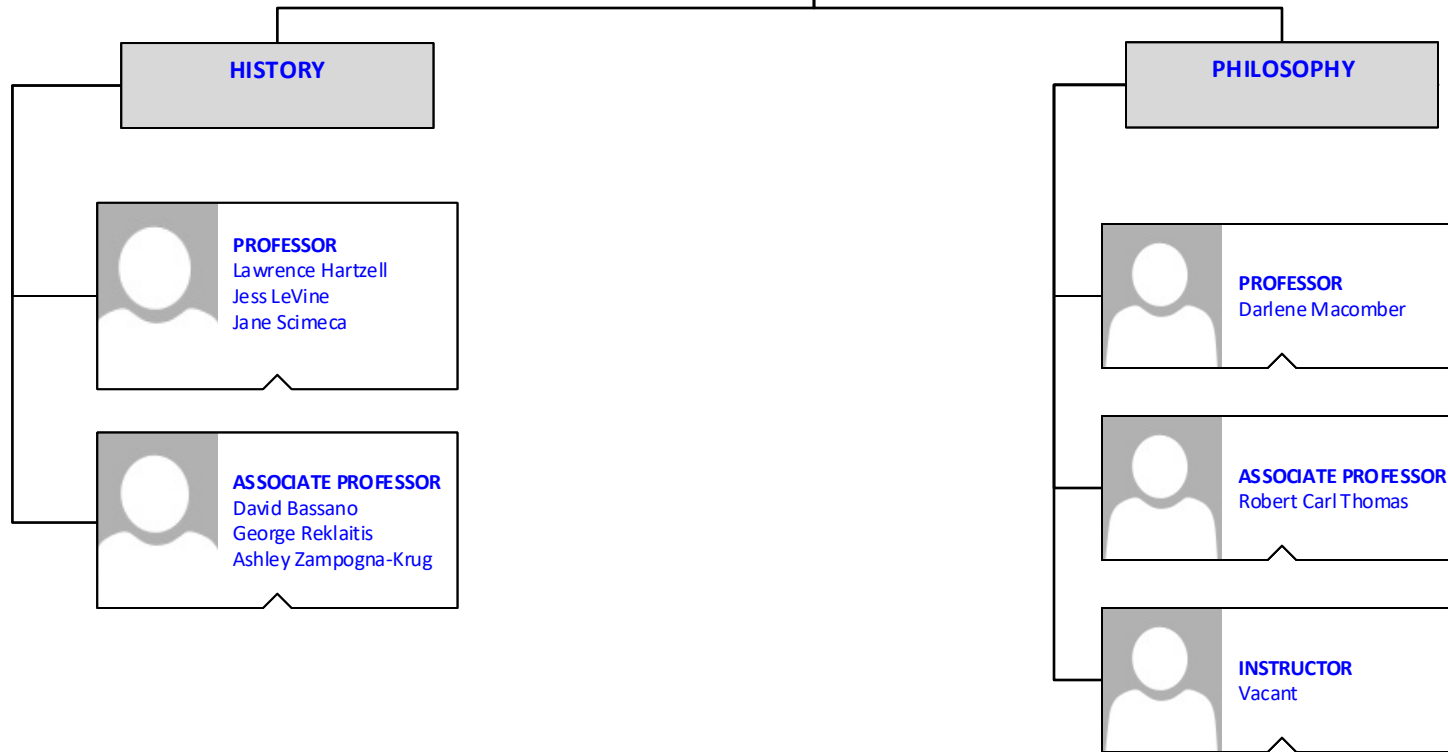 HISTORY
PROFESSOR
Lawrence Hartzell
Jess LeVine
Jane Scimeca
ASSOCIATE PROFESSOR
David Bassano
George Reklaitis
Ashley Zampogna-Krug
PHILOSOPHY
PROFESSOR
Darlene Macomber
ASSOCIATE PROFESSOR
Robert Carl Thomas
INSTRUCTOR
Vacant